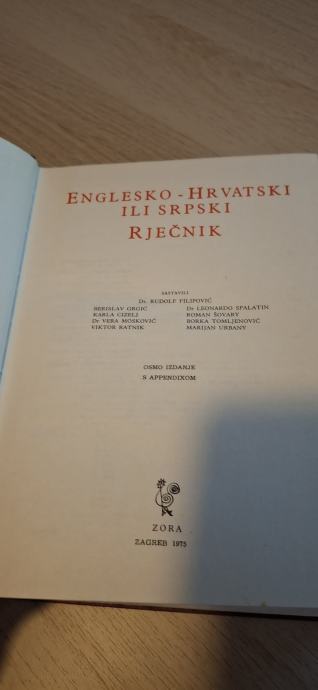 ENGLESKO - HRVATSKI
ILI SRPSKI
RJEČNIK
SASTAVILI
Dr. RUDOLF FILIPOVIĆ
BERISLAV GRGIĆ
KARLA CIZELJ
Dr VERA MOSKOVIĆ
VIKTOR RATNIK
Dr LEONARDO SPALATIN
ROMAN ŠOVARY
BORKA TOMLJENOVIĆ
MARIJAN URBANY
OSMO IZDANJE
S APPENDIXOM
ZORA
ZAGREB 1975